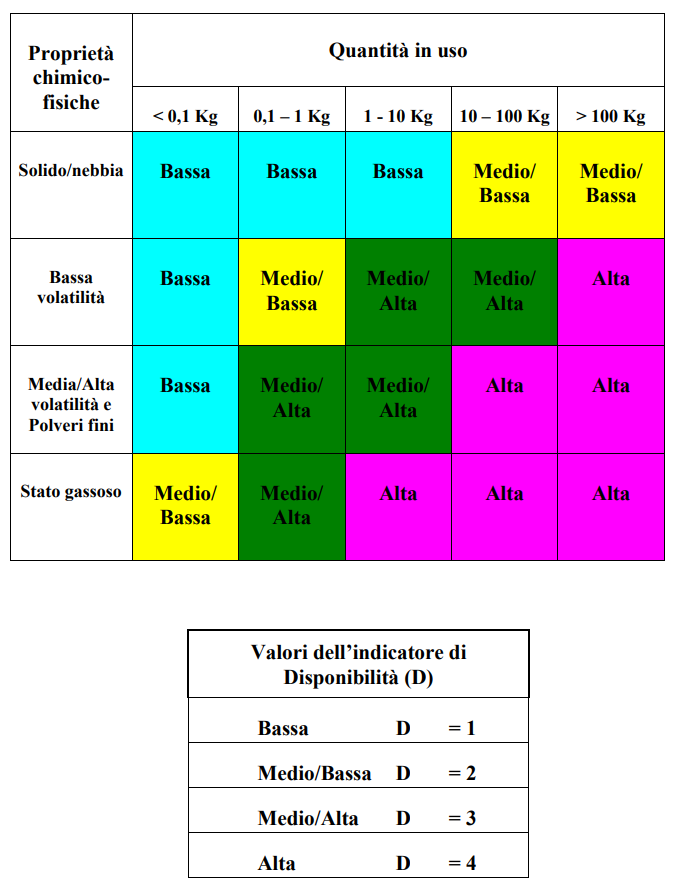 Proprietà
chimico-
fisiche
Quantità in uso
< 0,1 Kg 0,1 – 1 Kg 1 - 10 Kg 10 – 100 Kg > 100 Kg
Solido/nebbia Bassa Bassa Bassa Medio/ Medio/
Bassa Bassa
Bassa Bassa Medio/ Medio/ Medio/ Alta
volatilità Bassa Alta Alta
Media/Alta Bassa Medio/ Medio/ Alta Alta
volatilità e Alta Alta
Polveri fini
Stato gassoso Medio/ Medio/ Alta Alta Alta
Bassa Alta
Valori dell’indicatore di
Disponibilità (D)
Bassa D = 1
Medio/Bassa D = 2
Medio/Alta D = 3
Alta D = 4